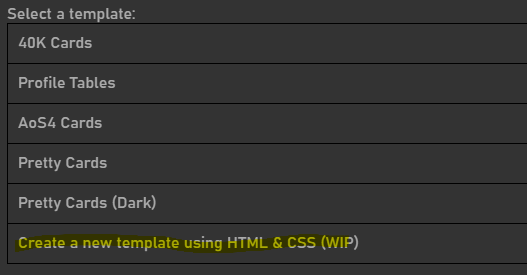 Select a template:
40K Cards
Profile Tables
AoS4 Cards
Pretty Cards
Pretty Cards (Dark)
Create a new template using HTML & CSS (WIP)